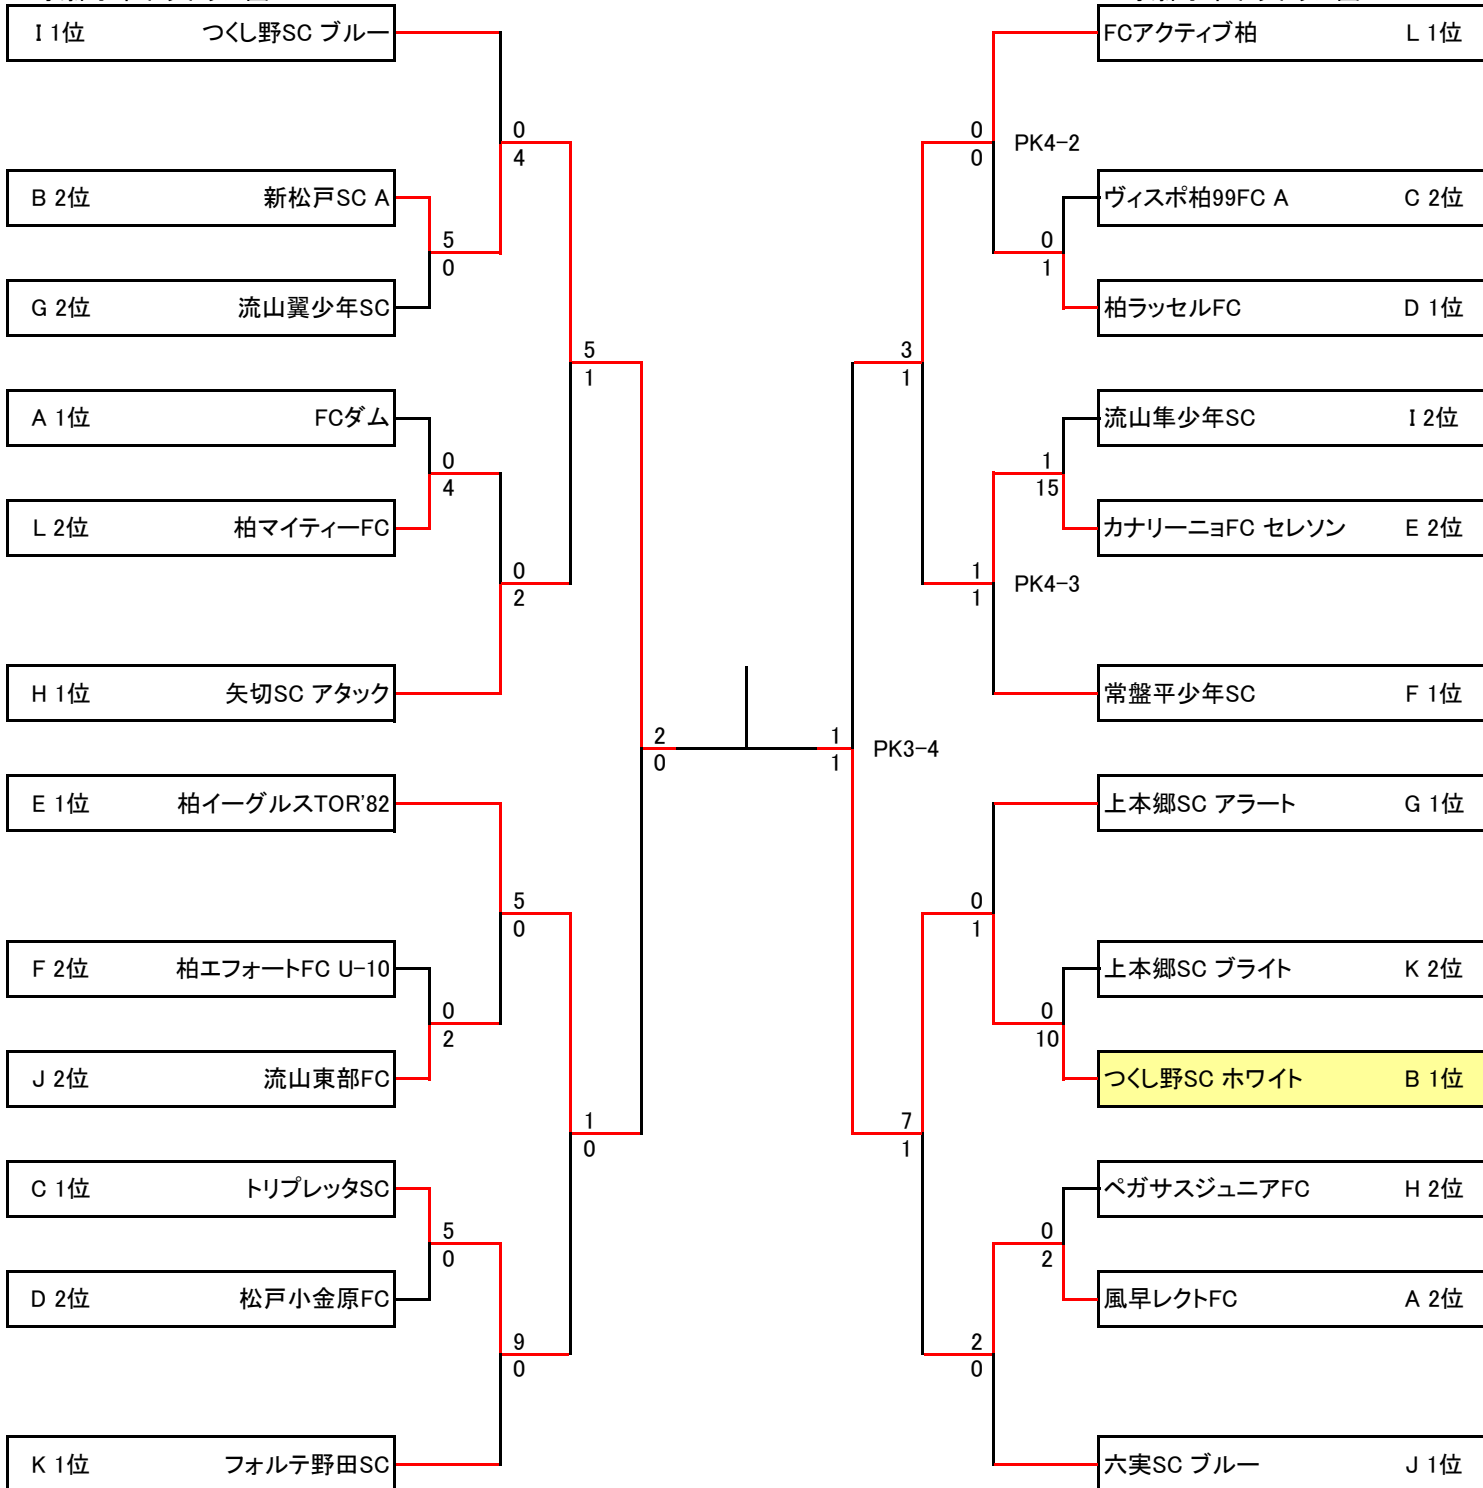 I 1位 つくし野SC ブルー
0
4
B 2位 新松戸SC A
5
0
G 2位 流山翼少年SC
5
1
A 1位 FCダム
0
4
L 2位 柏マイティーFC
0
2
H 1位 矢切SC アタック
2
0
E 1位 柏イーグルスTOR'82
5
0
F 2位 柏エフォートFC U-10
0
2
J 2位 流山東部FC
1
0
C 1位 トリプレッタSC
5
0
D 2位 松戸小金原FC
9
0
K 1位 フォルテ野田SC
FCアクティブ柏 L 1位
0 PK4-2
0
ヴィスポ柏99FC A C 2位
0
1
柏ラッセルFC D 1位
3
1
流山隼少年SC I 2位
1
15
カナリーニョFC セレソン E 2位
1 PK4-3
1
常盤平少年SC F 1位
1 PK3-4
1
上本郷SC アラート G 1位
0
1
上本郷SC ブライト K 2位
0
10
つくし野SC ホワイト B 1位
7
1
ペガサスジュニアFC H 2位
0
2
風早レクトFC A 2位
2
0
六実SC ブルー J 1位